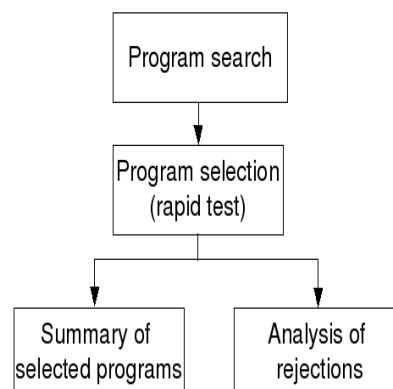 Program search
Program selection
(rapid test)
Summary of
selected programs
Analysis of
rejections